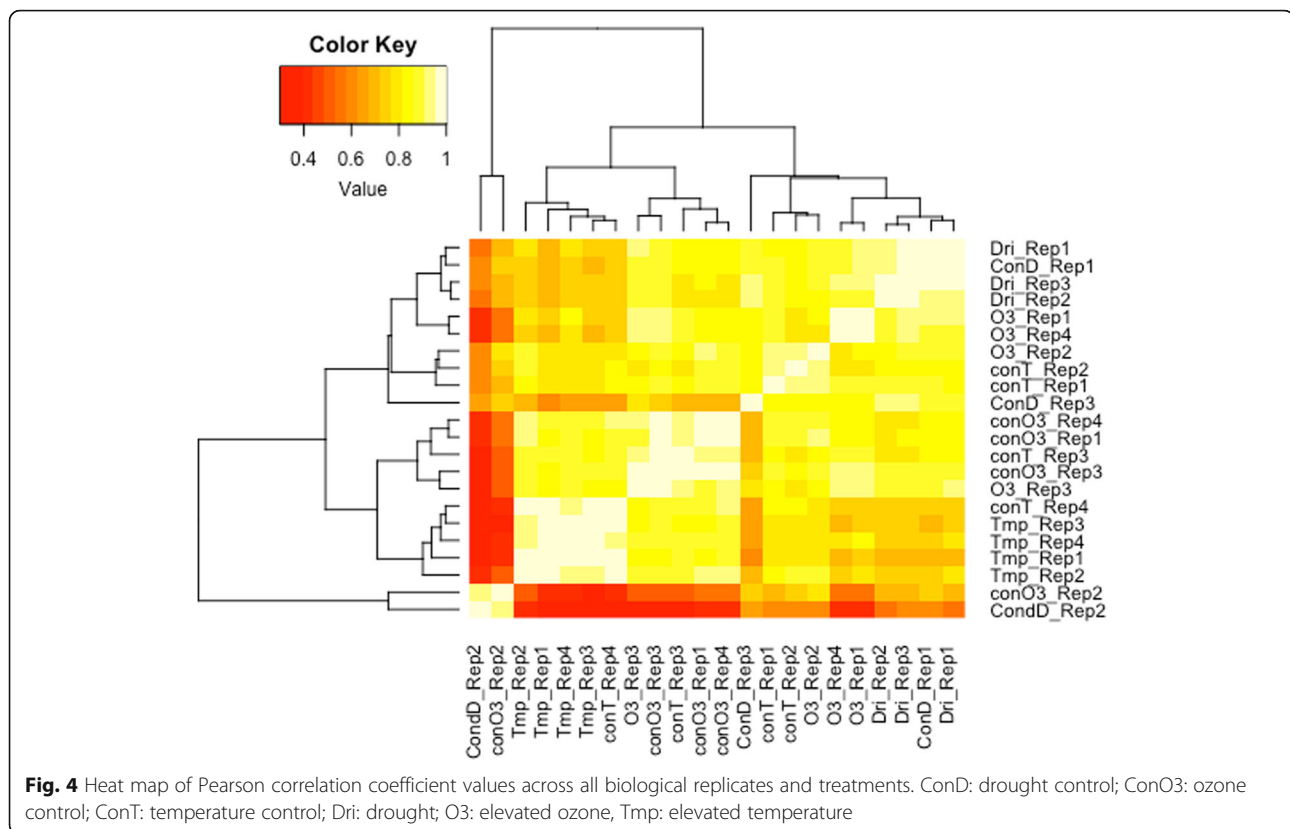 Color Key
0.4 0.6 0.8 1
Value
Dri_Rep1
ConD_Rep1
Dri_Rep3
Dri_Rep2
O3_Rep1
O3_Rep4
O3_Rep2
conT_Rep2
conT_Rep1
ConD_Rep3
conO3_Rep4
conO3_Rep1
conT_Rep3
conO3_Rep3
O3_Rep3
conT_Rep4
Tmp_Rep3
Tmp_Rep4
Tmp_Rep1
Tmp_Rep2
conO3_Rep2
CondD_Rep2
CondD_Rep2
conO3_Rep2
Tmp_Rep2
Tmp_Rep1
Tmp_Rep4
Tmp_Rep3
conT_Rep4
O3_Rep3
conO3_Rep3
conT_Rep3
conO3_Rep1
conO3_Rep4
ConD_Rep3
conT_Rep1
conT_Rep2
O3_Rep2
O3_Rep4
O3_Rep1
Dri_Rep2
Dri_Rep3
ConD_Rep1
Dri_Rep1
Fig. 4 Heat map of Pearson correlation coefficient values across all biological replicates and treatments. ConD: drought control; ConO3: ozone
control; ConT: temperature control; Dri: drought; O3: elevated ozone, Tmp: elevated temperature